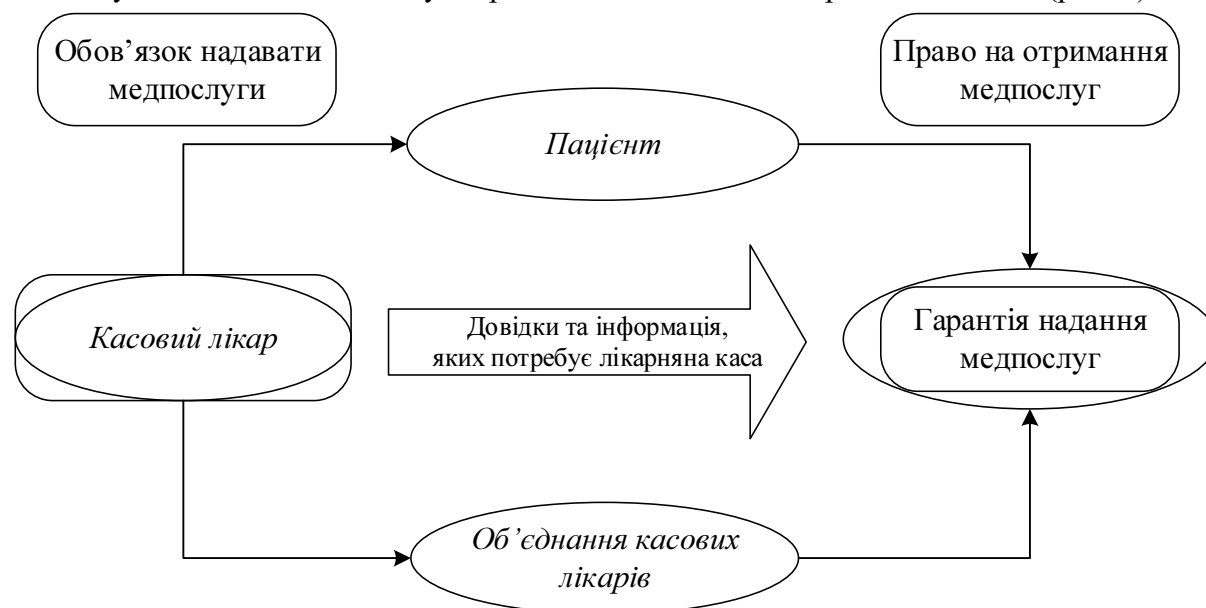 Обов’язок надавати
медпослуги
Право на отримання
медпослуг
Пацієнт
Касовий лікар
Довідки та інформація,
яких потребує лікарняна каса
Гарантія надання
медпослуг
Об’єднання касових
лікарів